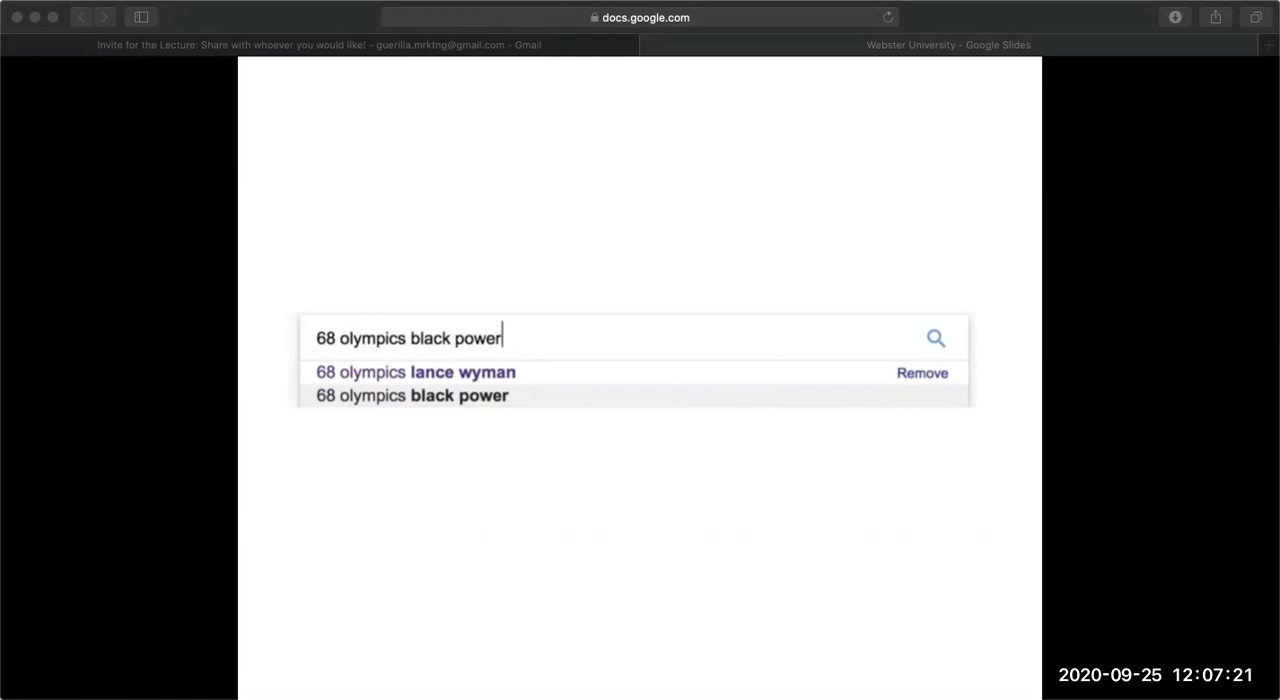 docs.google.com
Invite for the Lecture: Share with whoever you would like! - guerilla.mrktng@gmail.com - Gmail
Webster University - Google Slides
68 olympics black power
68 olympics lance wyman
Remove
68 olympics black power
2020-09-25 12:07:21